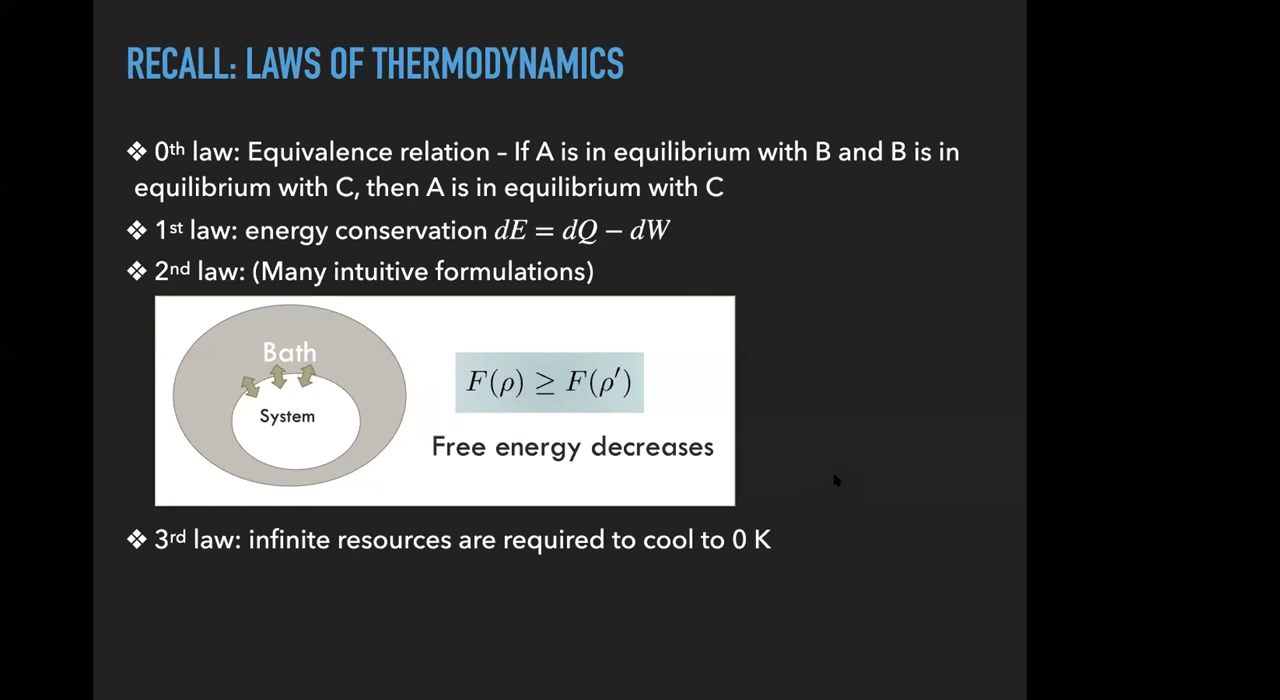 RECALL: LAWS OF THERMODYNAMICS
❖ 0th law: Equivalence relation – If A is in equilibrium with B and B is in
equilibrium with C, then A is in equilibrium with C
❖ 1st law: energy conservation dE = dQ − dW
❖ 2nd law: (Many intuitive formulations)
Bath
System
F(ρ) ≥ F(ρ′)
Free energy decreases
❖ 3rd law: infinite resources are required to cool to 0 K